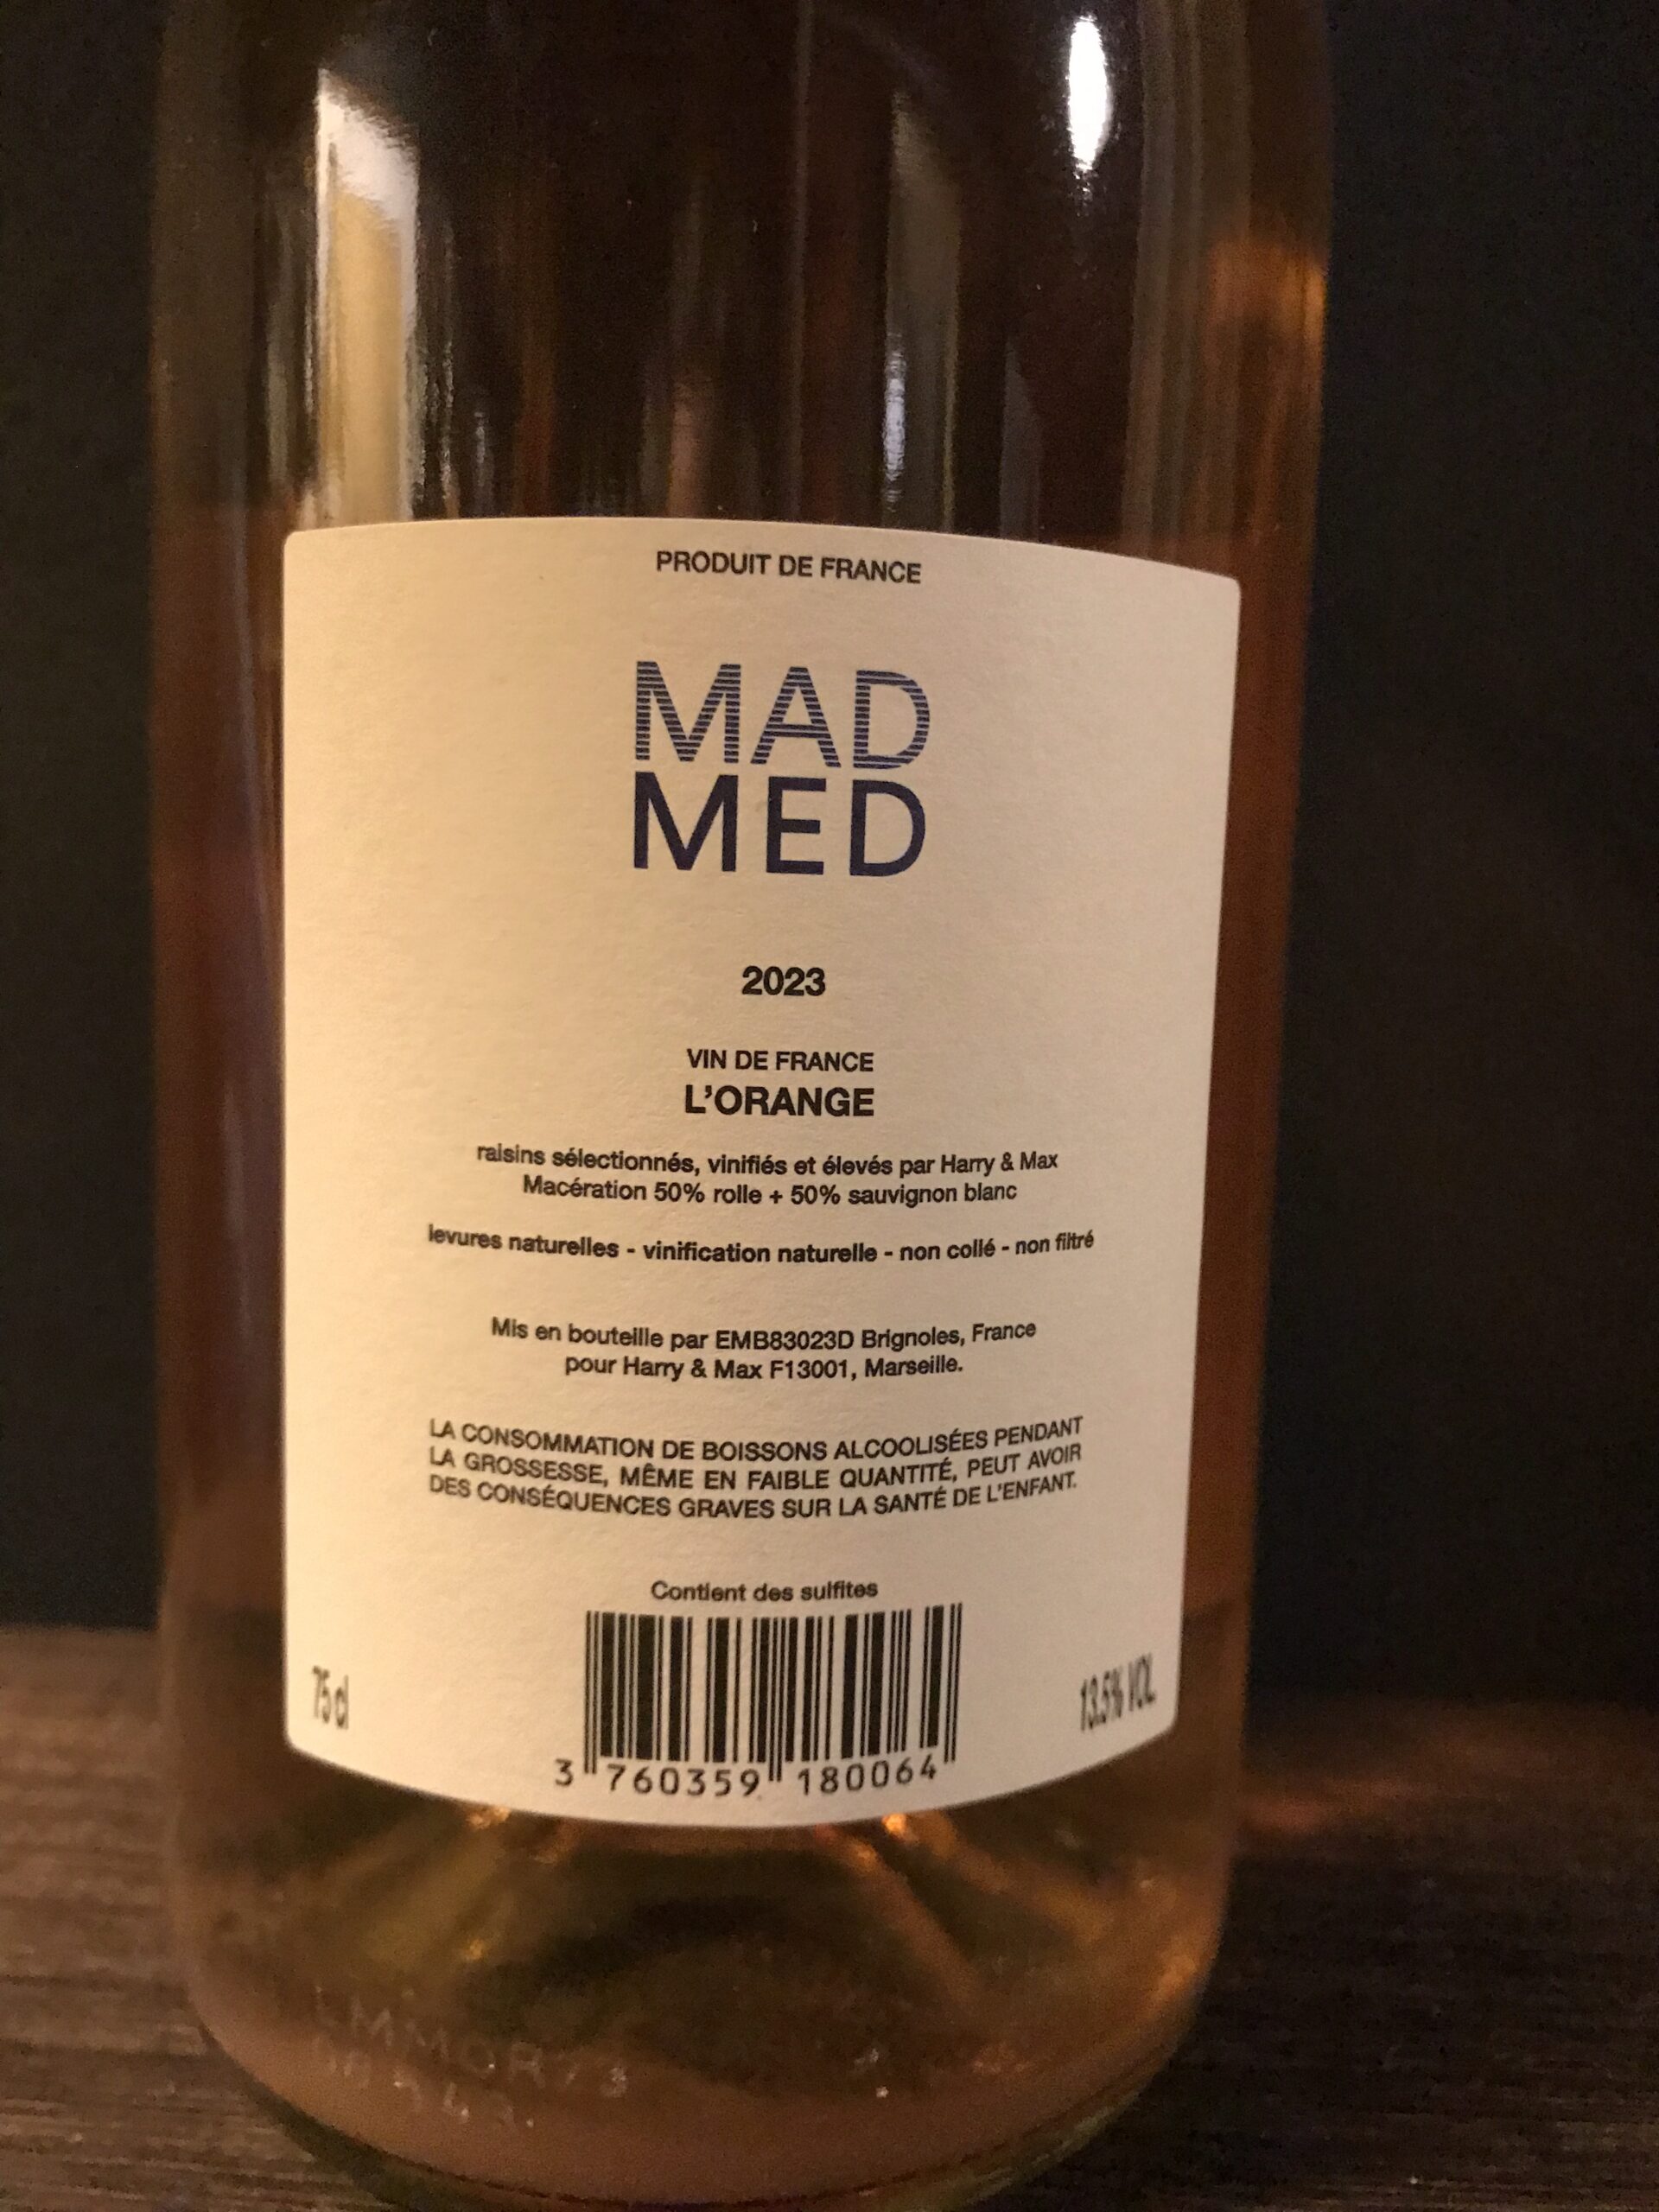 PRODUIT DE FRANCE
MAD
MED
2023
VIN DE FRANCE
L'ORANGE
raisins sélectionnés, vinifiés et élevés par Harry & Max
Macération 50% rolle + 50% sauvignon blanc
levures naturelles - vinification naturelle - non collé - non filtré
Mis en bouteille par EMB83023D Brignoles, France
pour Harry & Max F13001, Marseille.
LA CONSOMMATION DE BOISSONS ALCOOLISÉES PENDANT
LA GROSSESSE, MÊME EN FAIBLE QUANTITÉ, PEUT AVOIR
DES CONSÉQUENCES GRAVES SUR LA SANTÉ DE L'ENFANT.
Contient des sulfites
75 cl
13.5% VOL
3 760359 180064